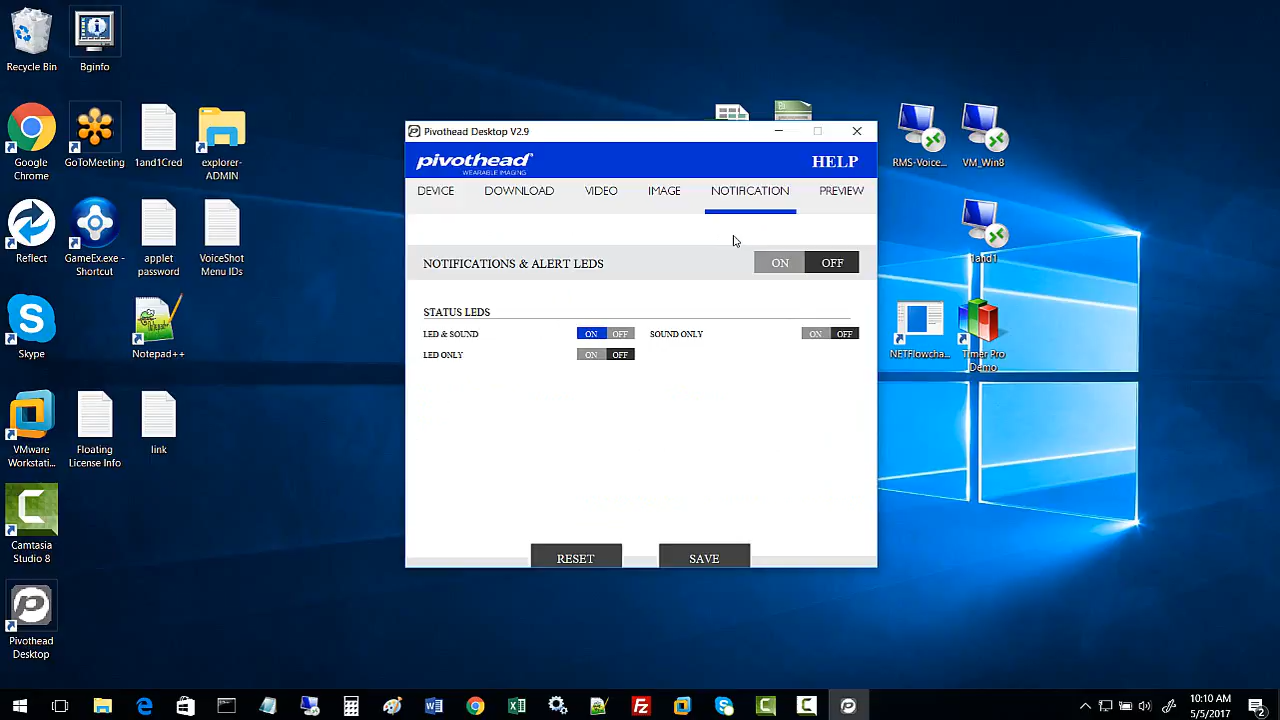 Recycle Bin
Bginfo
Google Chrome
GoToMeeting
1and1Cred
explorer-ADMIN
RMS-Voice...
VM_Win8
Reflect
GameEx.exe - Shortcut
applet password
VoiceShot Menu IDs
1and1
Skype
Notepad++
NETFlowcha...
Timer Pro Demo
VMware Workstati...
Floating License Info
link
Camtasia Studio 8
Pivothead Desktop
Pivothead Desktop V2.9
pivothead
WEARABLE IMAGING
HELP
DEVICE DOWNLOAD VIDEO IMAGE NOTIFICATION PREVIEW
NOTIFICATIONS & ALERT LEDS ON OFF
STATUS LEDS
LED & SOUND ON OFF SOUND ONLY ON OFF
LED ONLY ON OFF
RESET SAVE
10:10 AM
5/5/2017
2